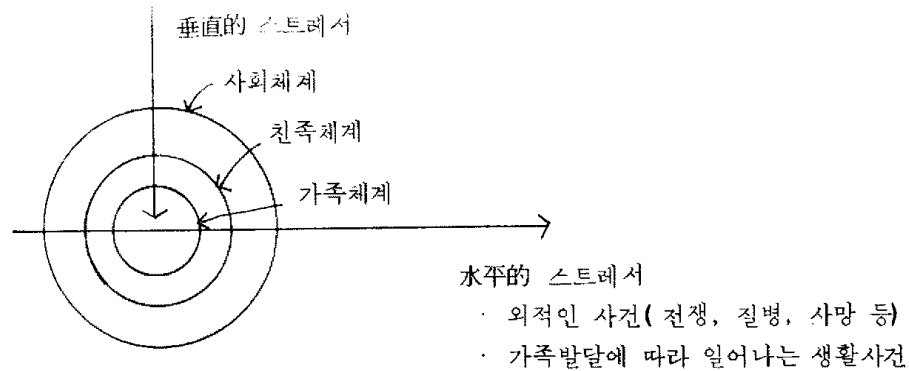 垂直的 스트레서
사회체계
친족체계
가족체계
水平的 스트레서
· 외적인 사건( 전쟁, 질병, 사망 등)
· 가족발달에 따라 일어나는 생활사건